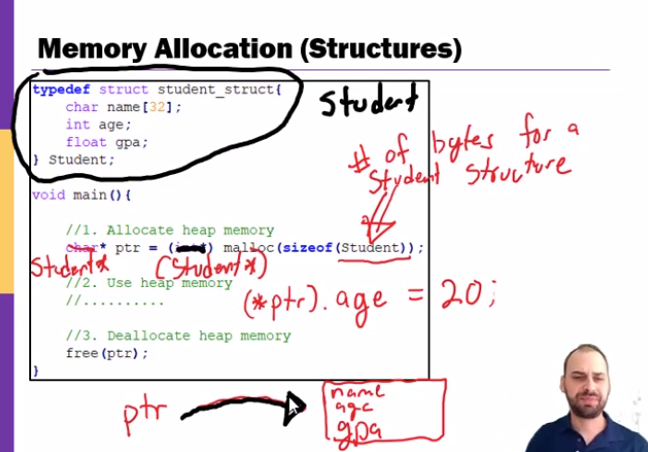 Memory Allocation (Structures)
typedef struct student_struct{
char name[32];
int age;
float gpa;
} Student;
Student
# of bytes for a
Student Structure
void main(){
//1. Allocate heap memory
char* ptr = ( ) malloc(sizeof(Student));
Student* (Student*)
//2. Use heap memory
//..........
(*ptr).age = 20;
//3. Deallocate heap memory
free(ptr);
}
ptr
name
age
gpa